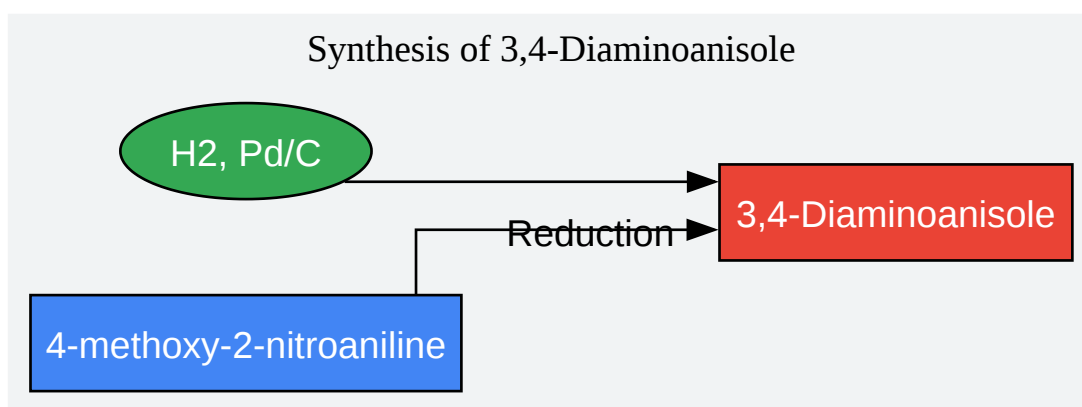 Synthesis of 3,4-Diaminoanisole
H2, Pd/C
3,4-Diaminoanisole
Reduction
4-methoxy-2-nitroaniline